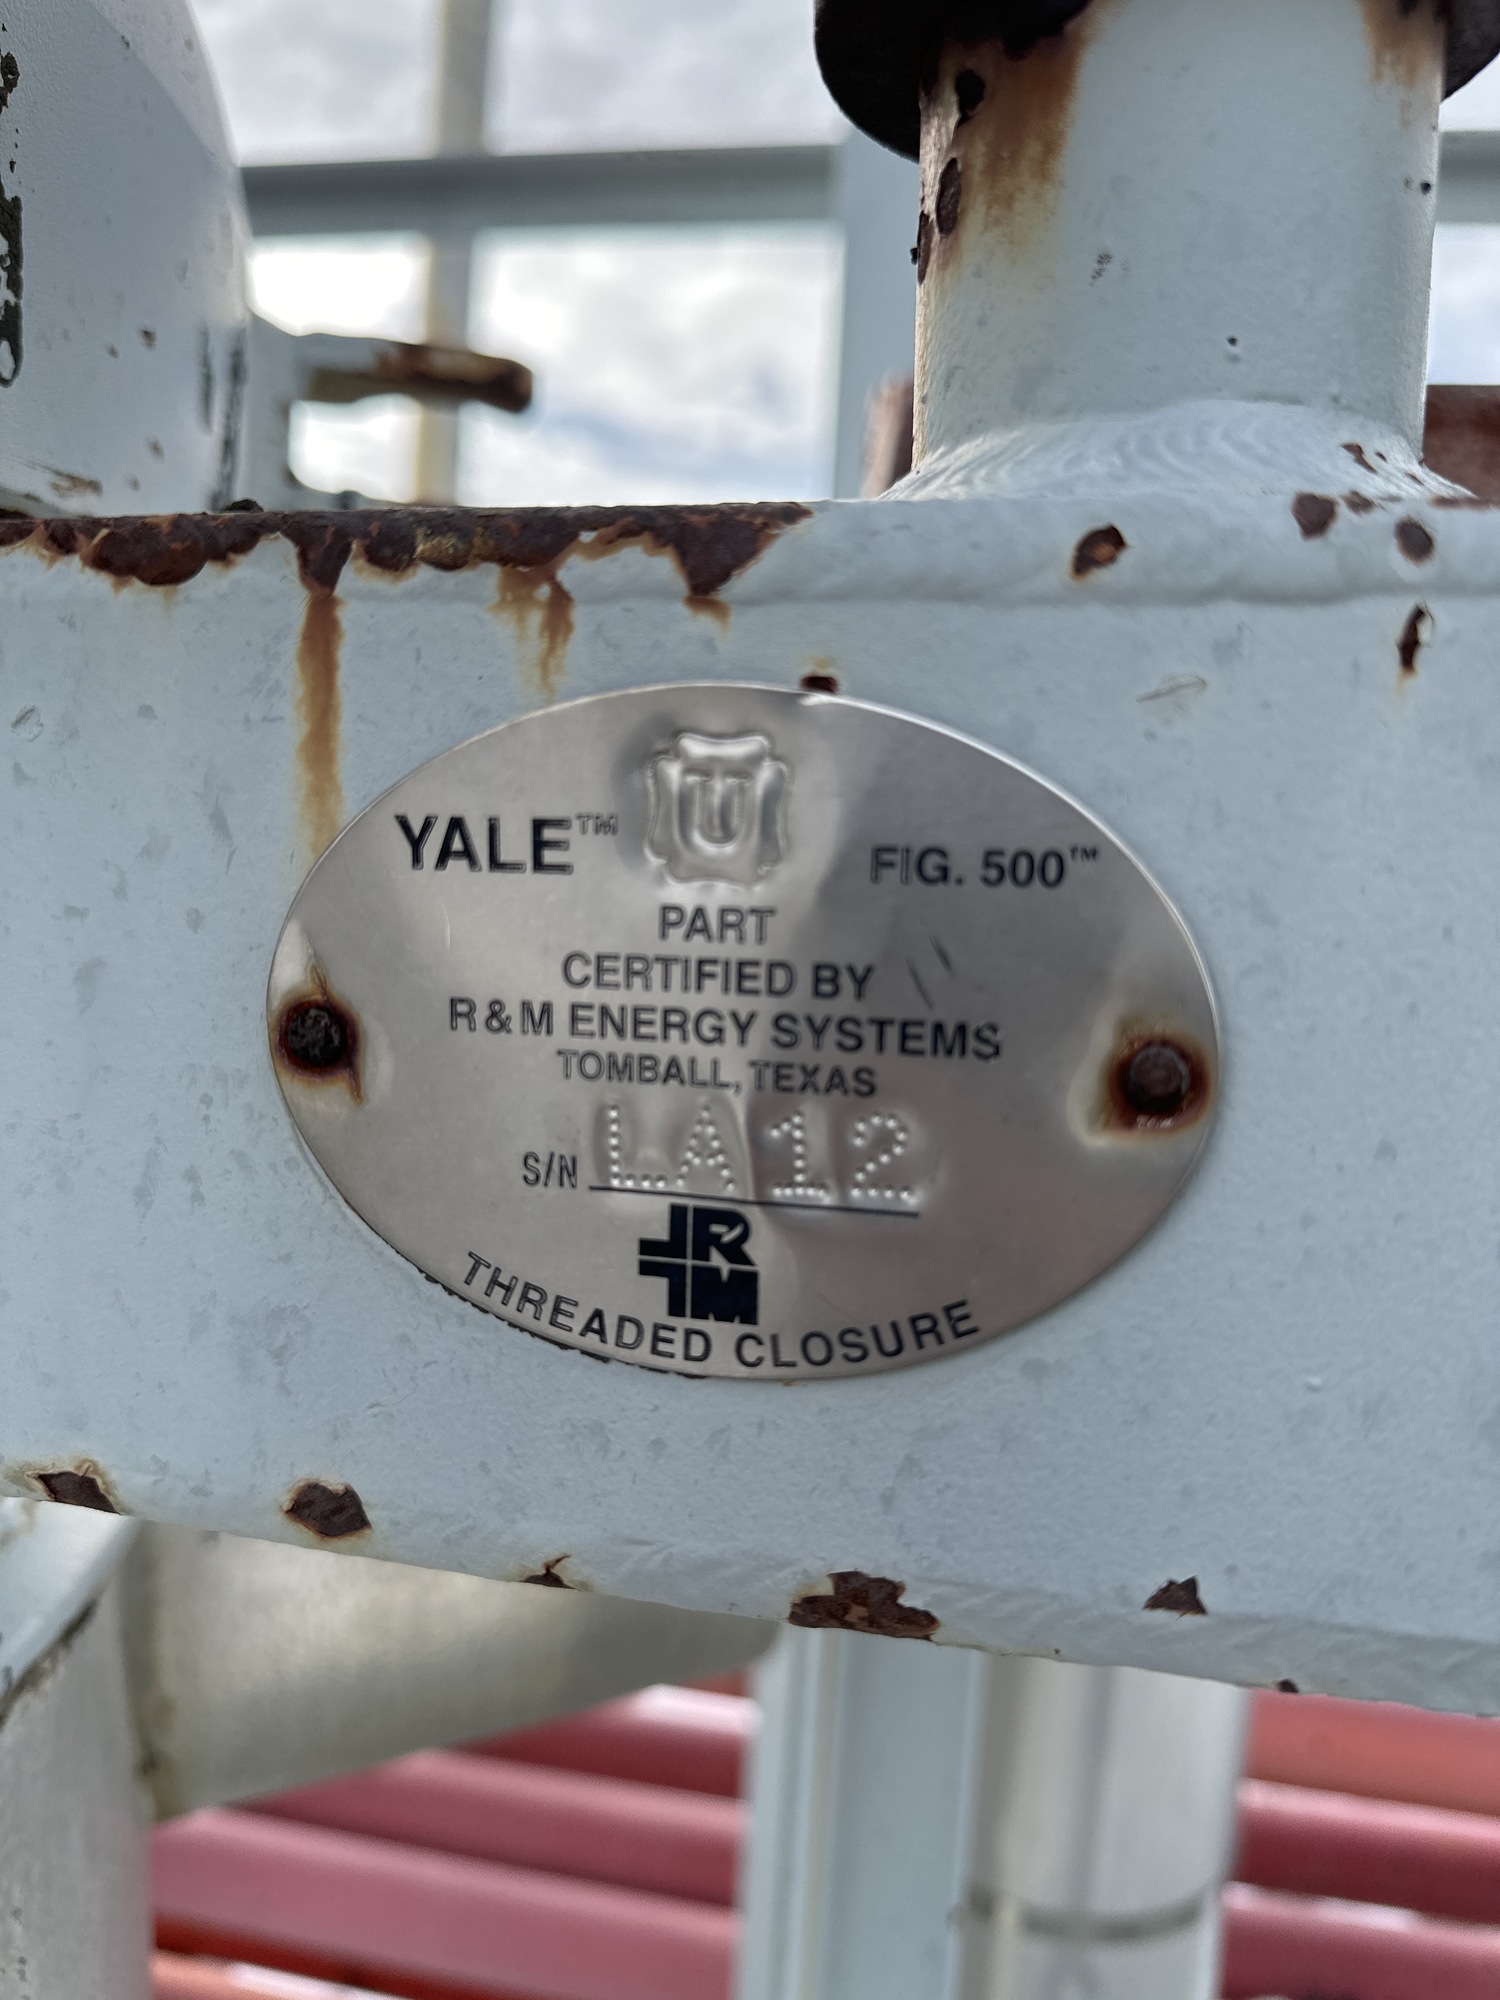 U
YALE™ FIG. 500™
PART
CERTIFIED BY
R & M ENERGY SYSTEMS
TOMBALL, TEXAS
S/N LA12
R
M
THREADED CLOSURE